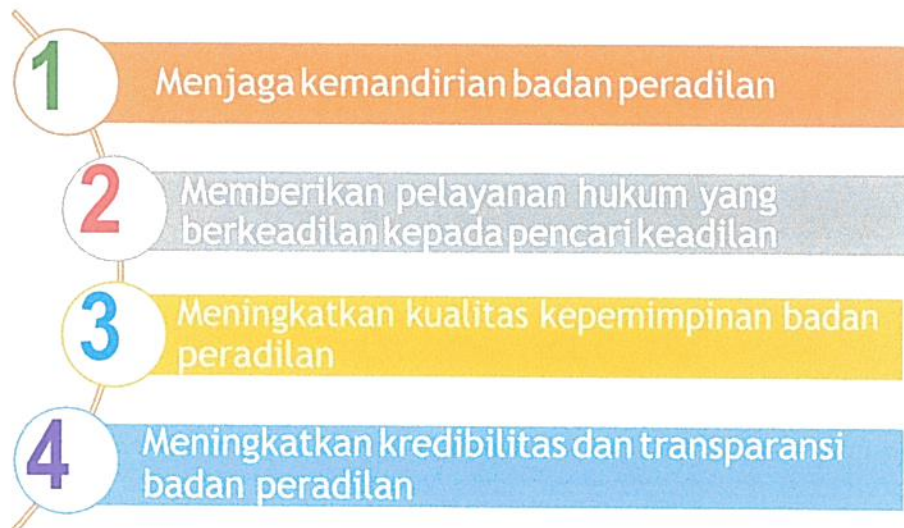 1
Menjaga kemandirian badan peradilan
2
Memberikan pelayanan hukum yang
berkeadilan kepada pencari keadilan
3
Meningkatkan kualitas kepemimpinan badan
peradilan
4
Meningkatkan kredibilitas dan transparansi
badan peradilan